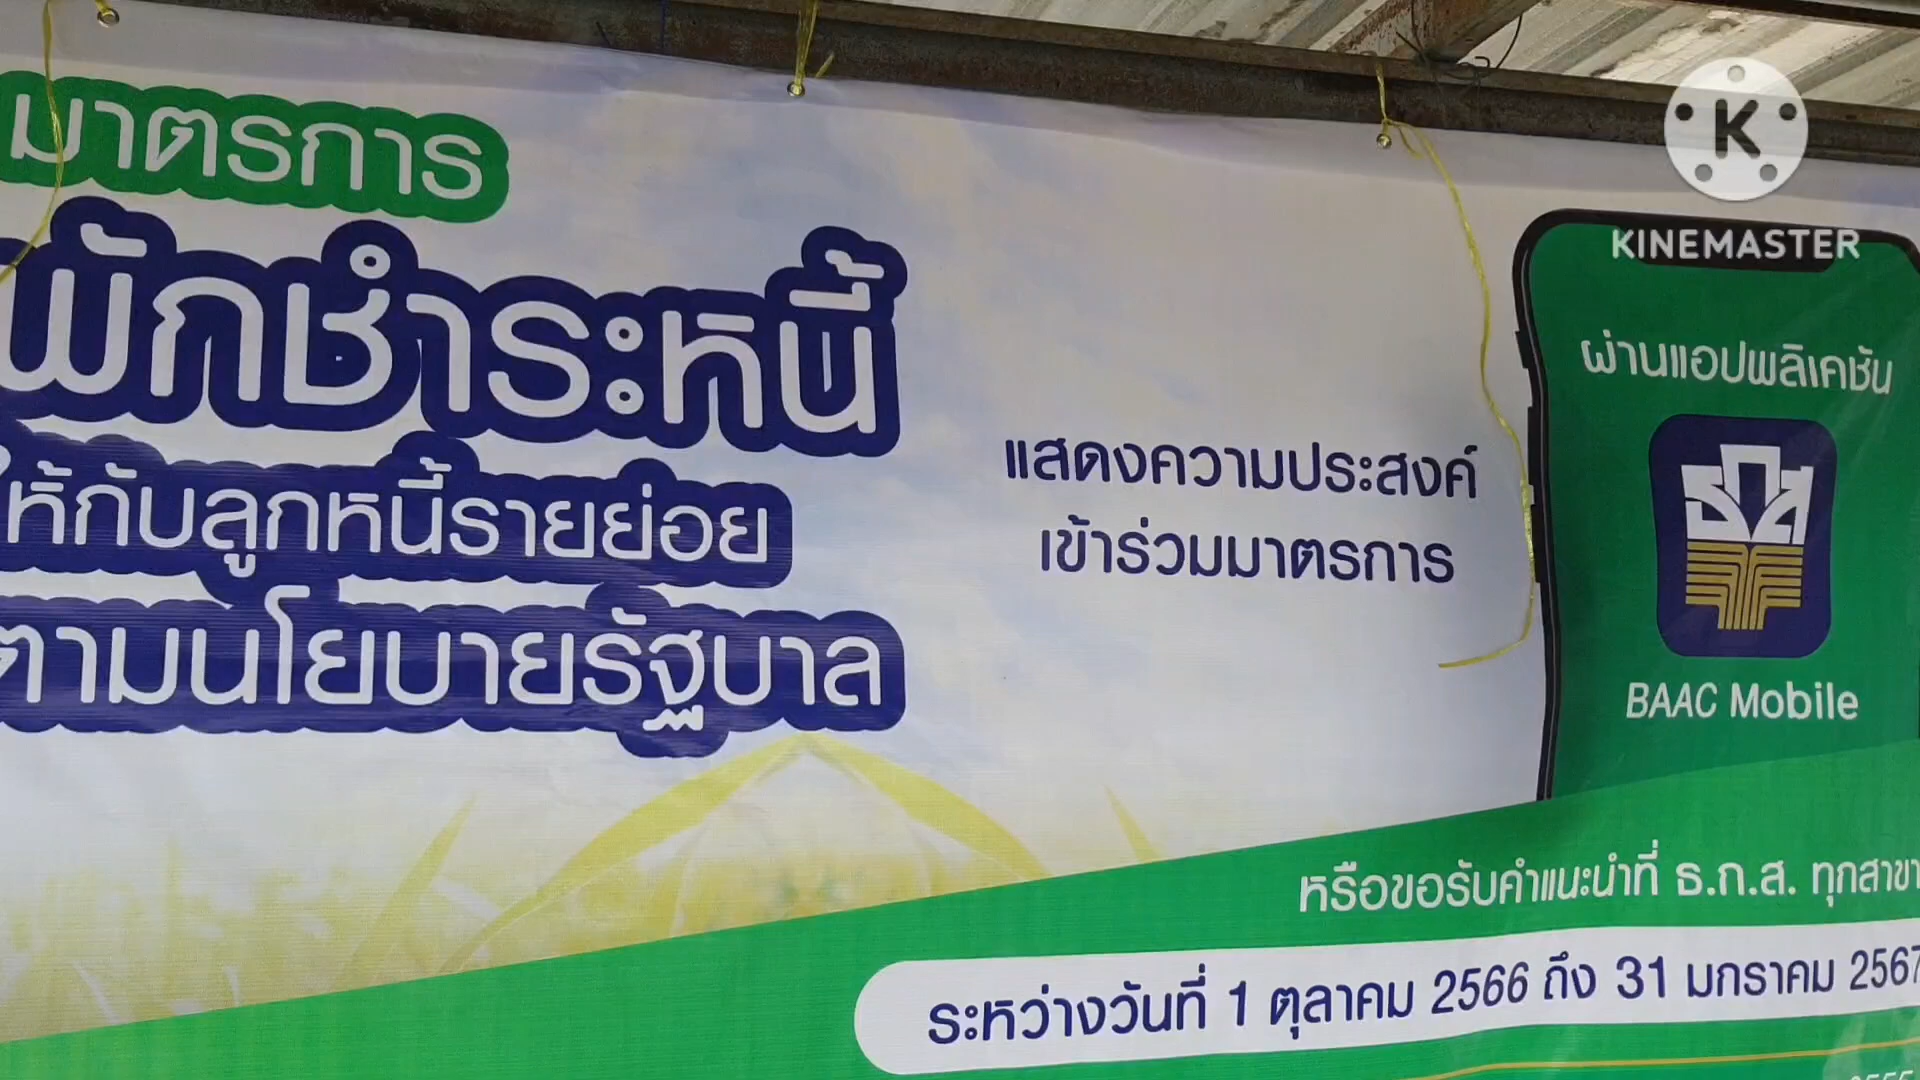 มาตรการ
พักชำระหนี้
ให้กับลูกหนี้รายย่อย
ตามนโยบายรัฐบาล
แสดงความประสงค์
เข้าร่วมมาตรการ
K
KINEMASTER
ผ่านแอปพลิเคชัน
ธกส
BAAC Mobile
หรือขอรับคำแนะนำที่ ธ.ก.ส. ทุกสาขา
ระหว่างวันที่ 1 ตุลาคม 2566 ถึง 31 มกราคม 2567